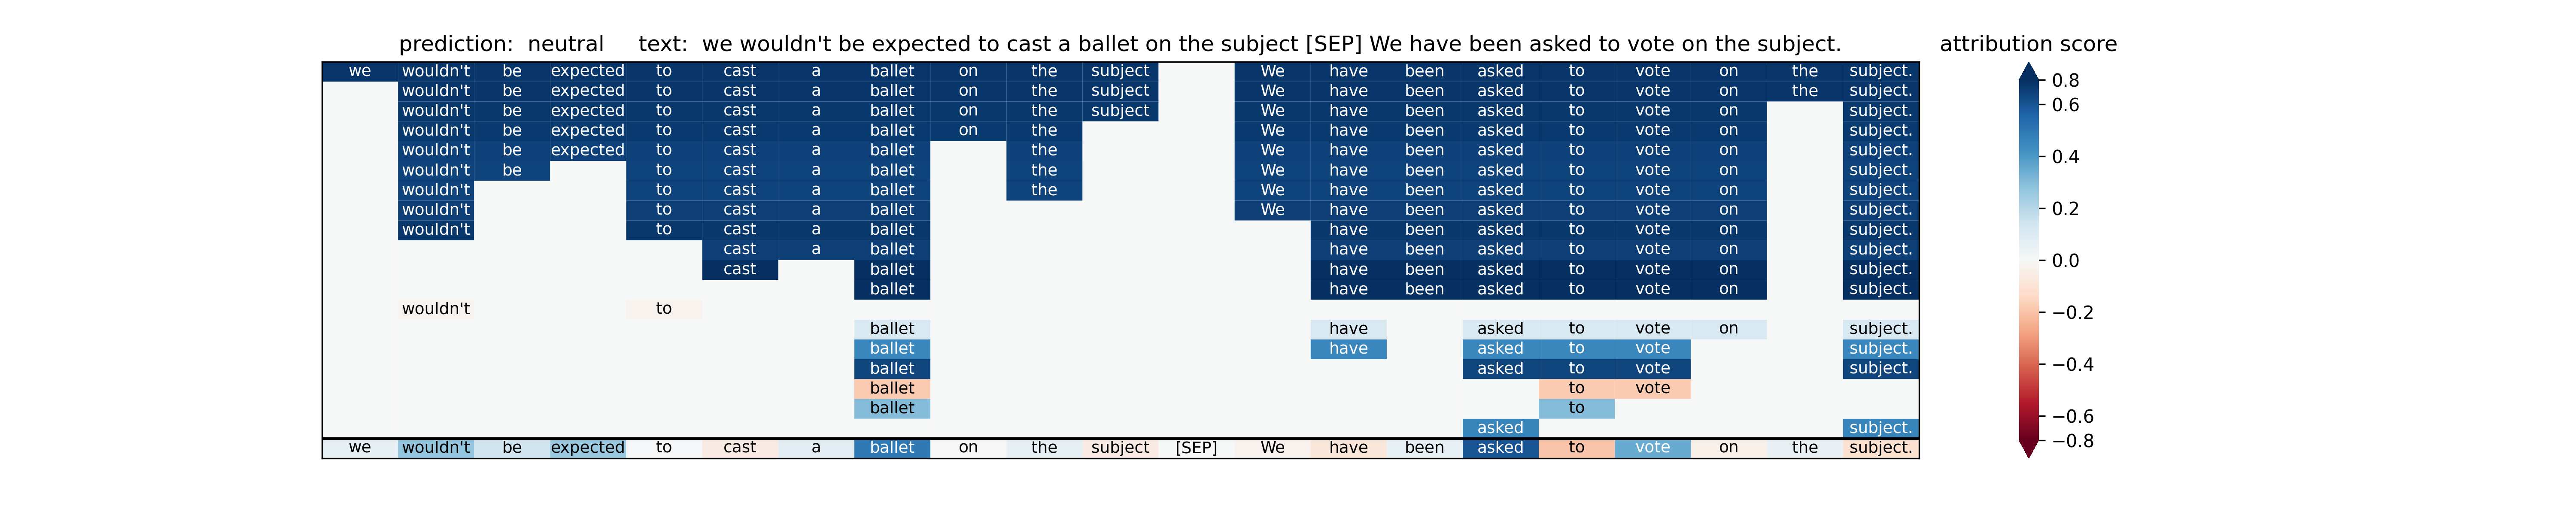 prediction: neutral text: we wouldn't be expected to cast a ballet on the subject [SEP] We have been asked to vote on the subject. attribution score
we wouldn't be expected to cast a ballet on the subject We have been asked to vote on the subject.
wouldn't be expected to cast a ballet on the subject We have been asked to vote on the subject.
wouldn't be expected to cast a ballet on the subject We have been asked to vote on subject.
wouldn't be expected to cast a ballet on the We have been asked to vote on subject.
wouldn't be expected to cast a ballet the We have been asked to vote on subject.
wouldn't be to cast a ballet the We have been asked to vote on subject.
wouldn't to cast a ballet the We have been asked to vote on subject.
wouldn't to cast a ballet We have been asked to vote on subject.
wouldn't to cast a ballet have been asked to vote on subject.
cast a ballet have been asked to vote on subject.
cast ballet have been asked to vote on subject.
ballet have been asked to vote on subject.
wouldn't to
ballet have asked to vote on subject.
ballet have asked to vote subject.
ballet asked to vote subject.
ballet to vote
ballet to
asked subject.
we wouldn't be expected to cast a ballet on the subject [SEP] We have been asked to vote on the subject.
0.8
0.6
0.4
0.2
0.0
−0.2
−0.4
−0.6
−0.8